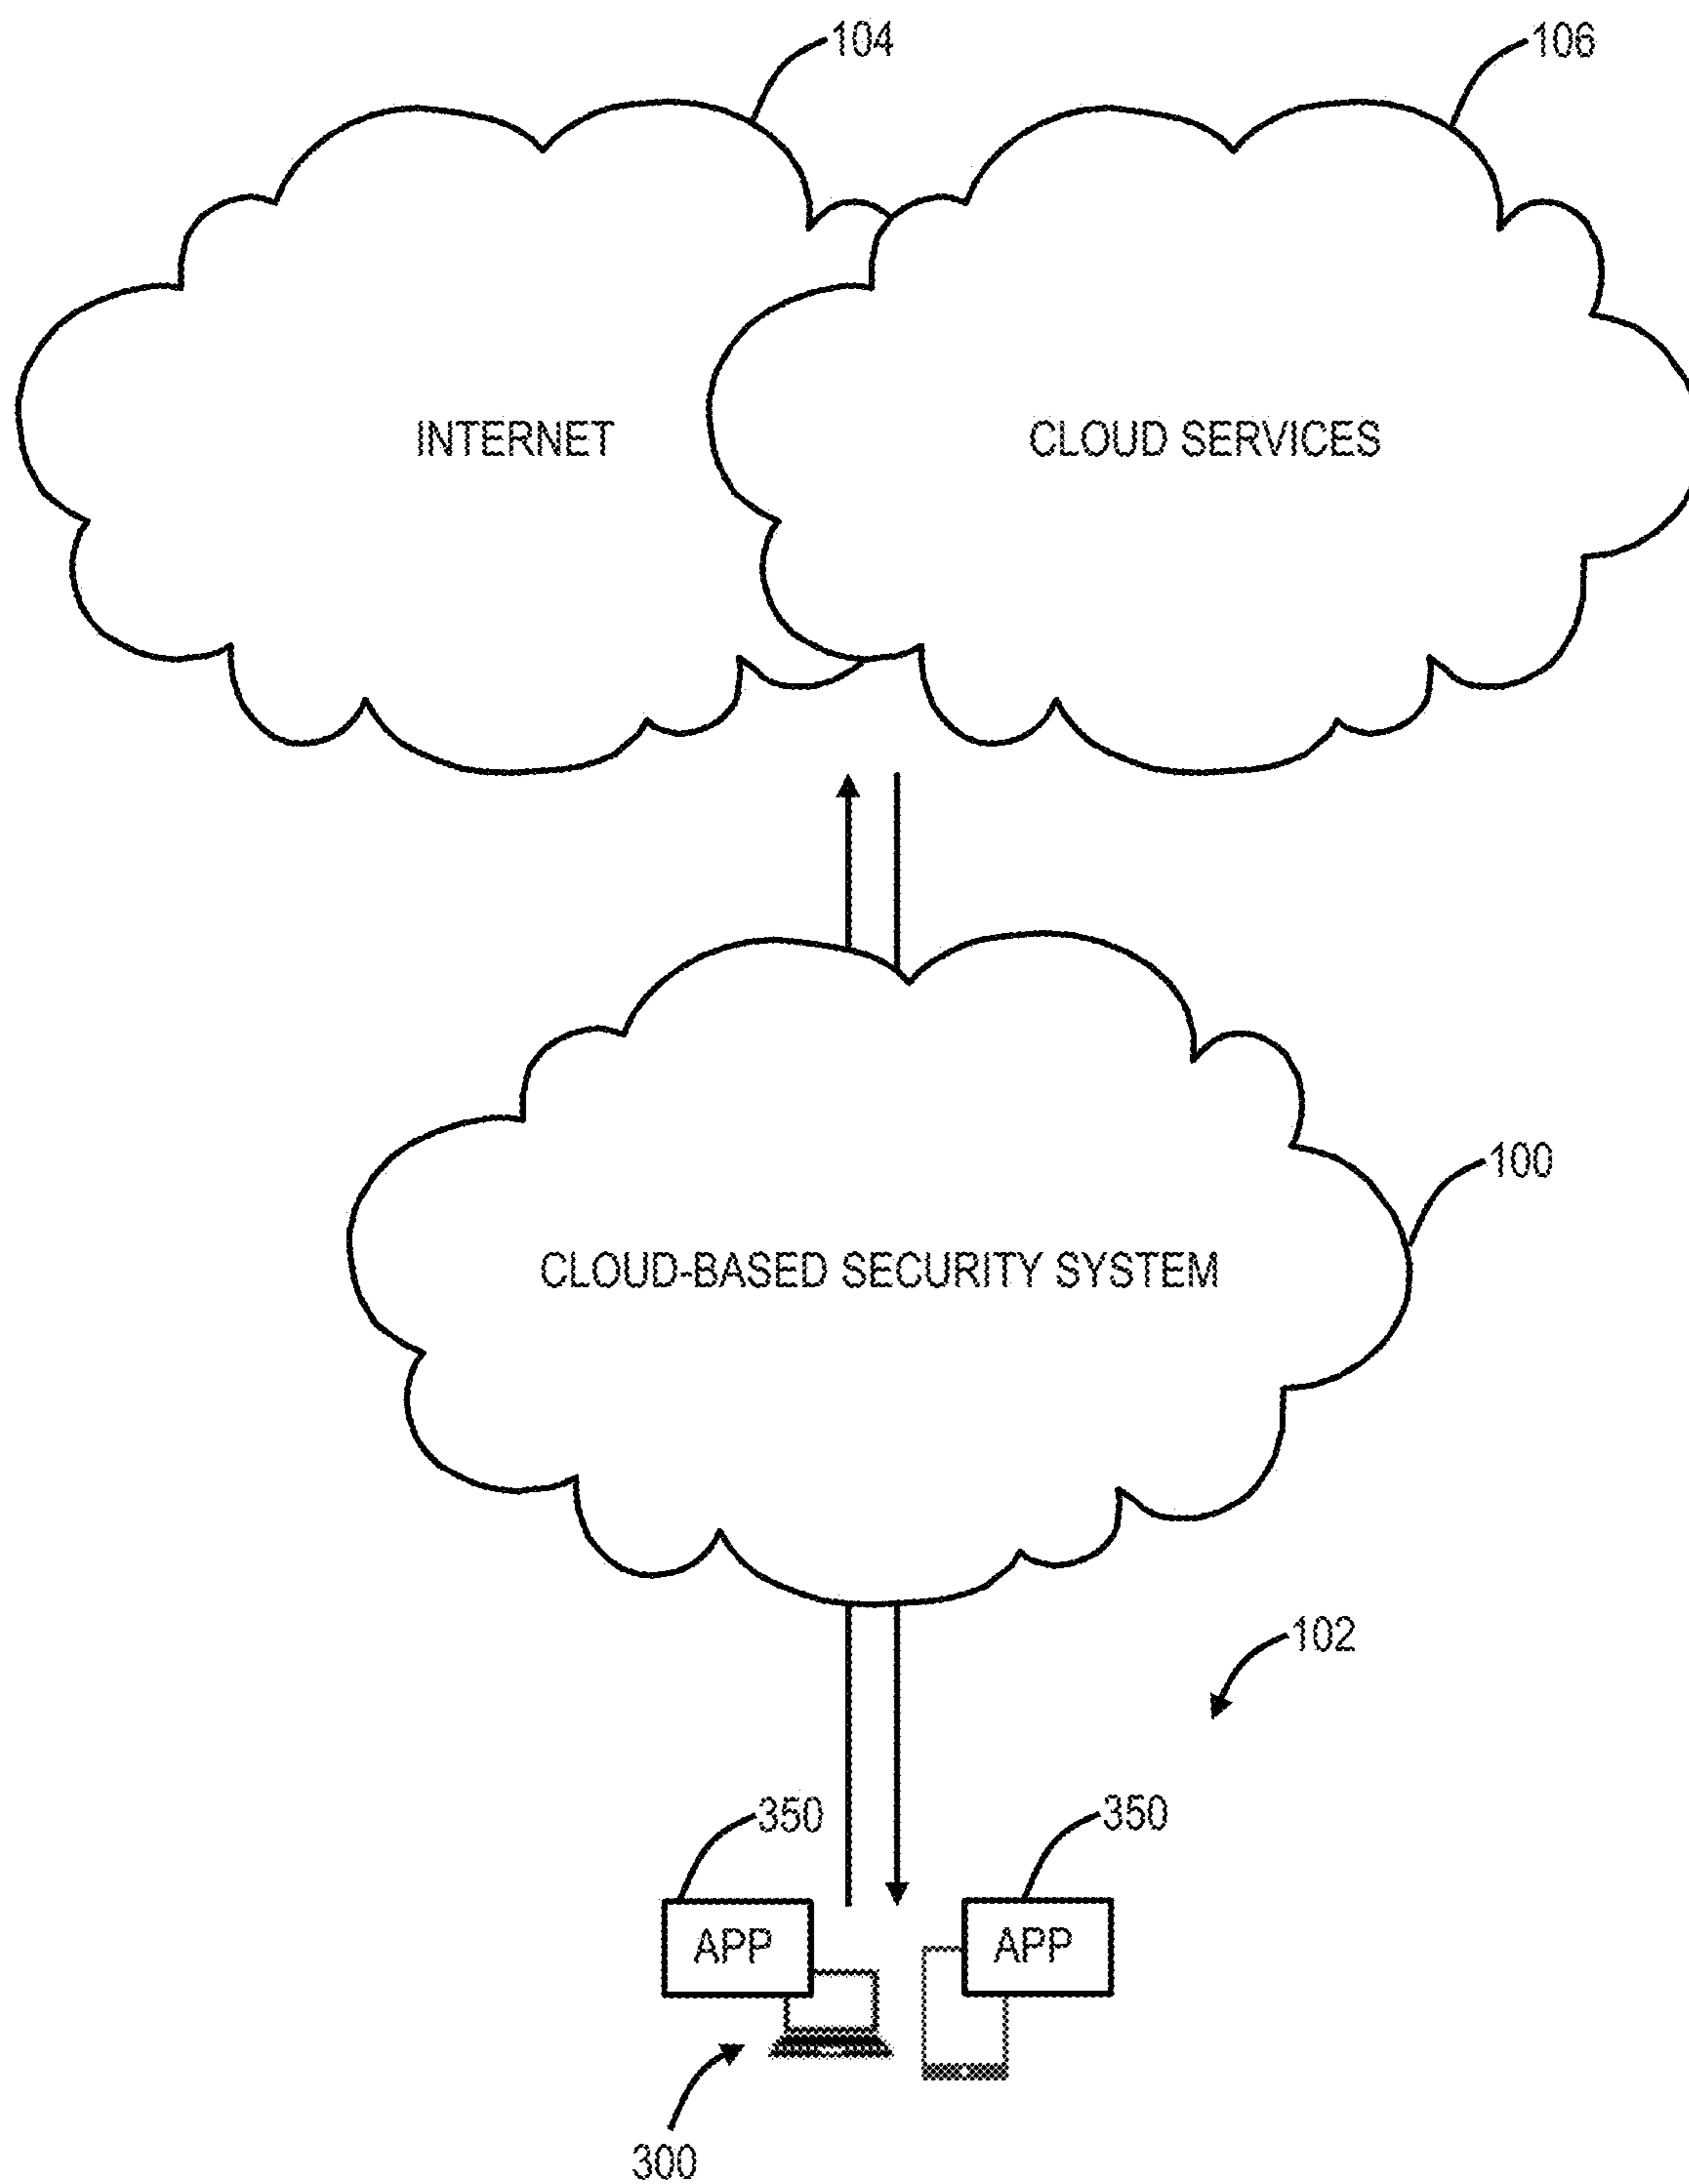 104
106
INTERNET
CLOUD SERVICES
100
CLOUD-BASED SECURITY SYSTEM
102
350
350
APP
APP
300